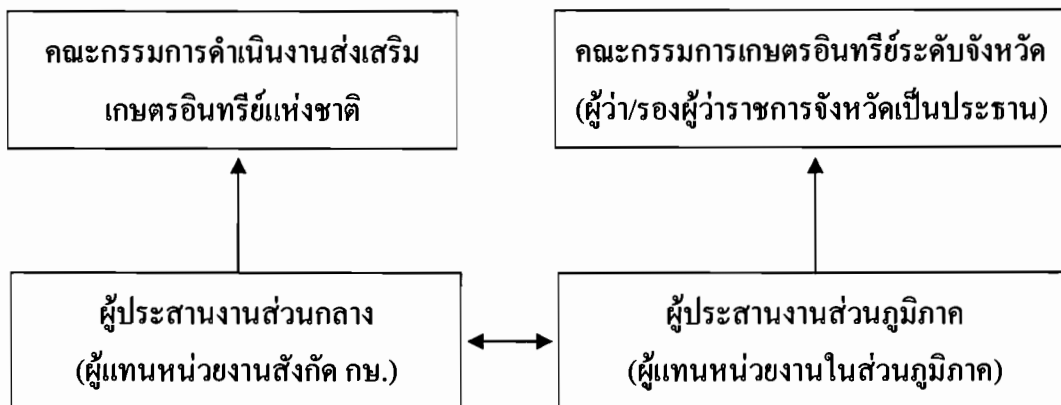 คณะกรรมการดำเนินงานส่งเสริม
เกษตรอินทรีย์แห่งชาติ
คณะกรรมการเกษตรอินทรีย์ระดับจังหวัด
(ผู้ว่า/รองผู้ว่าราชการจังหวัดเป็นประธาน)
ผู้ประสานงานส่วนกลาง
(ผู้แทนหน่วยงานสังกัด กษ.)
ผู้ประสานงานส่วนภูมิภาค
(ผู้แทนหน่วยงานในส่วนภูมิภาค)